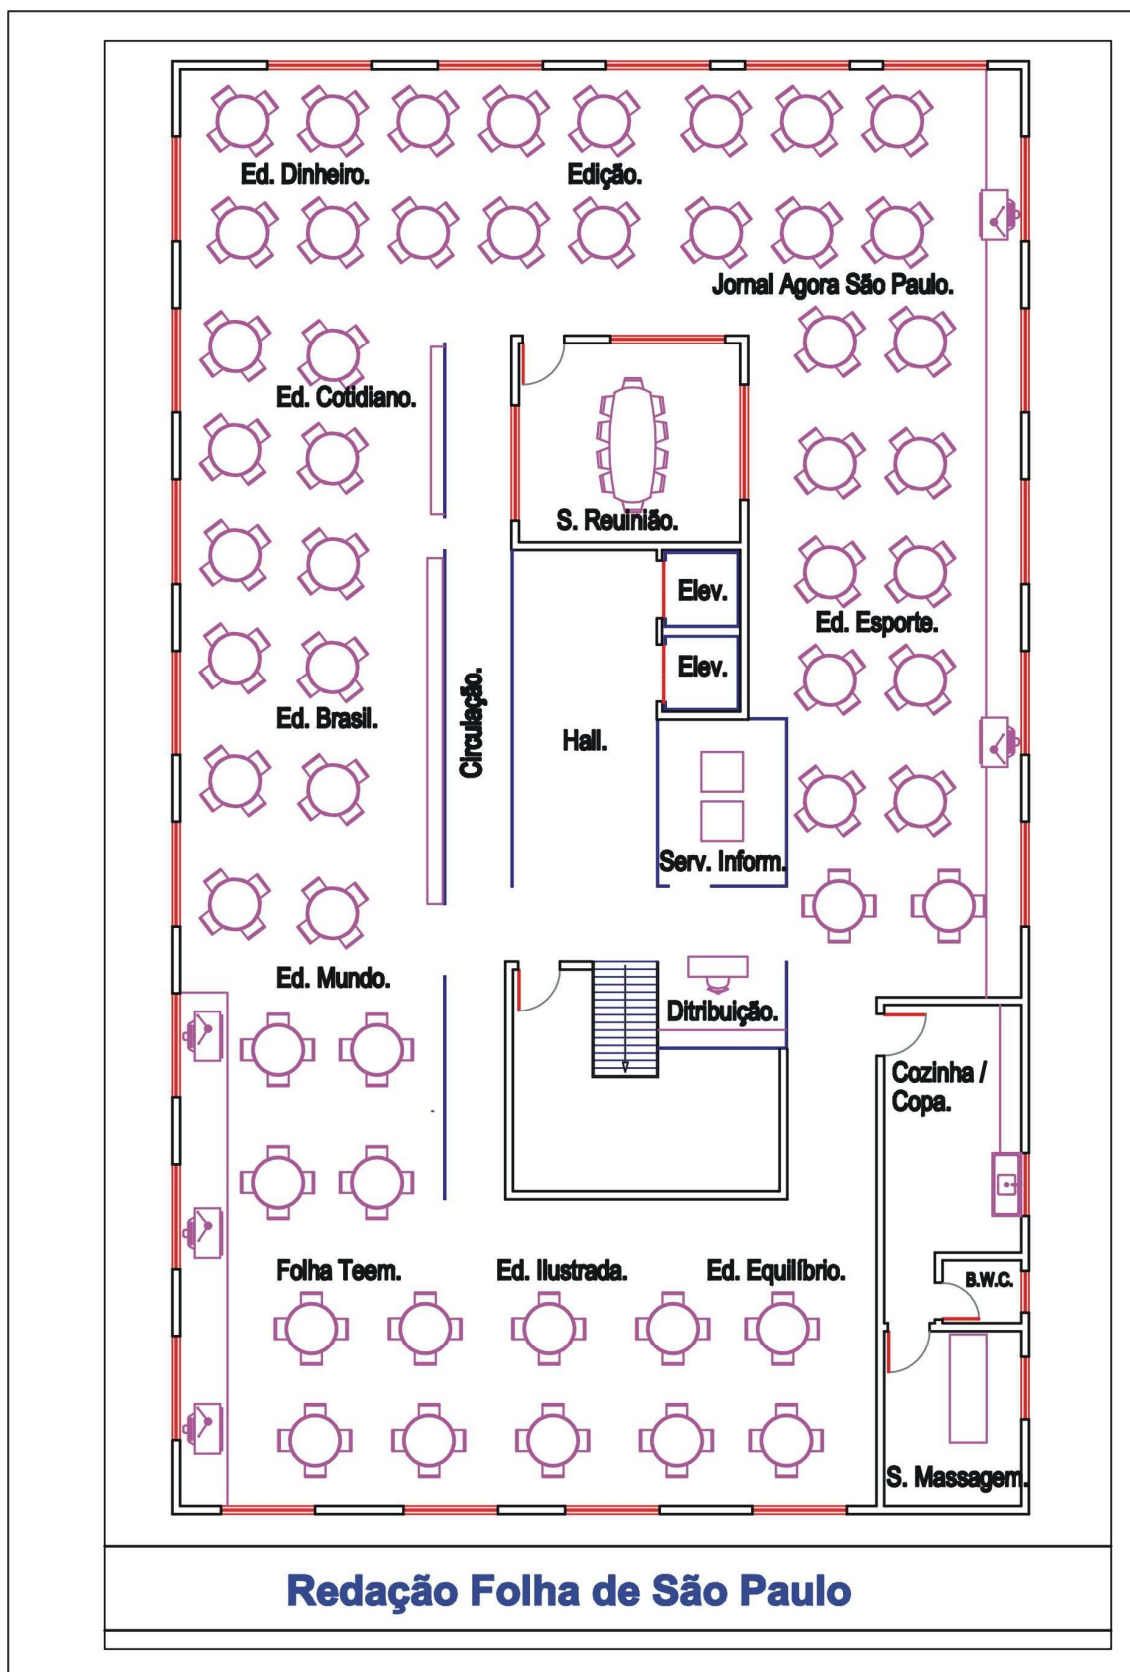 Ed. Dinheiro.
Edição.
Jornal Agora São Paulo.
Ed. Cotidiano.
S. Reuinião.
Elev.
Ed. Esporte.
Elev.
Ed. Brasil.
Circulação.
Hall.
Serv. Inform.
Ed. Mundo.
Ditribuição.
Cozinha /
Copa.
Folha Teem.
Ed. Ilustrada.
Ed. Equilíbrio.
B.W.C.
S. Massagem.
Redação Folha de São Paulo